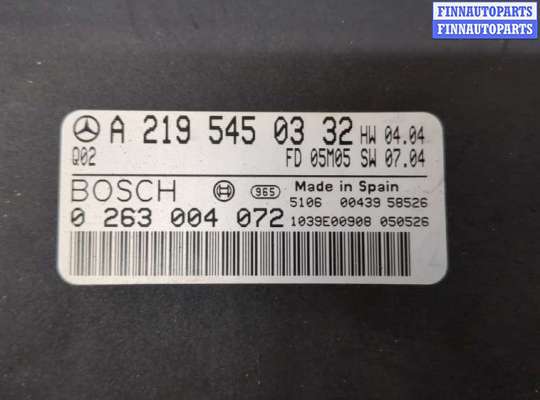 FINNAUTOPARTS
FINNAUTOPARTS
A 219 545 03 32 HW 04.04
Q02 FD 05M05 SW 07.04
BOSCH 965 Made in Spain
5106 00439 58526
0 263 004 072 1039E00908 050526